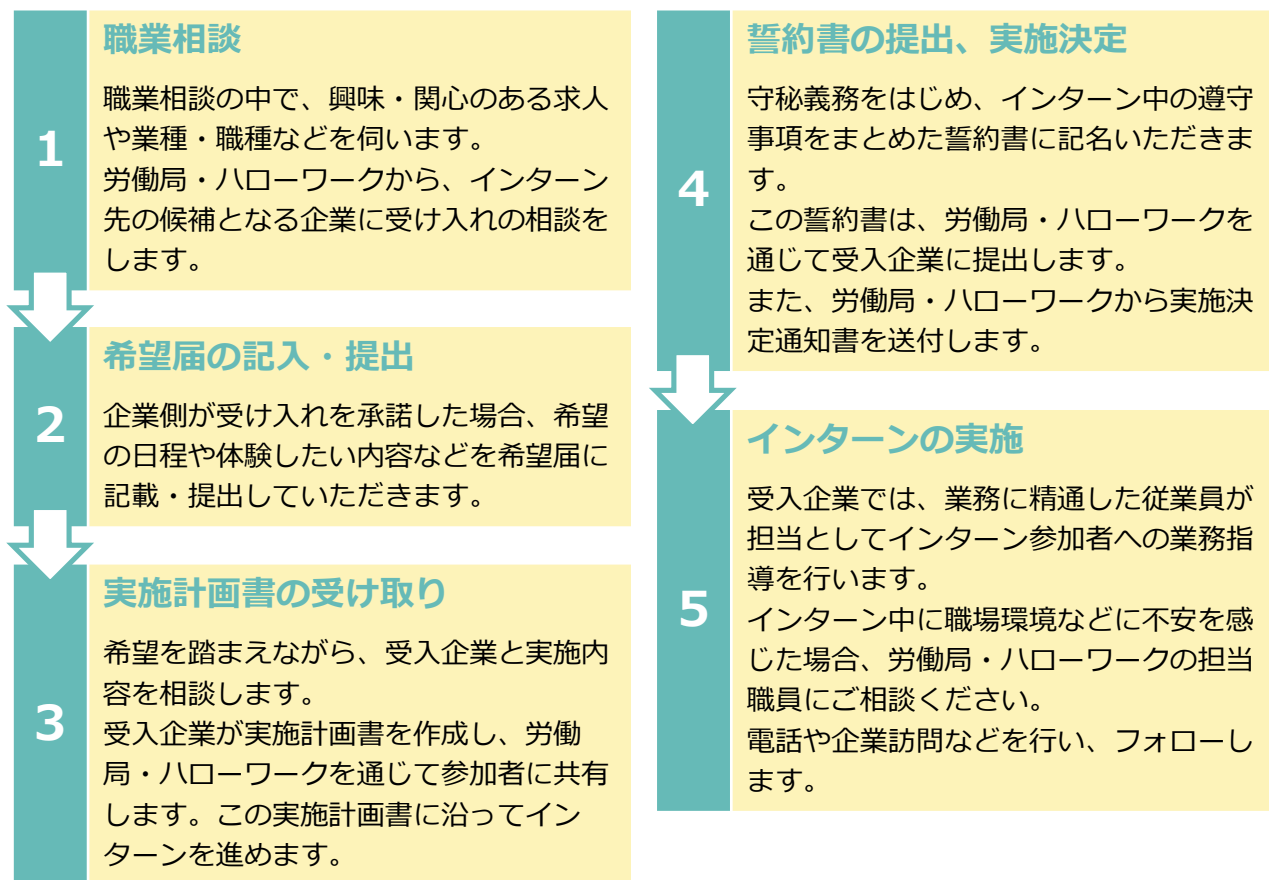 1
職業相談
職業相談の中で、興味・関心のある求人
や業種・職種などを伺います。
労働局・ハローワークから、インターン
先の候補となる企業に受け入れの相談を
します。
2
希望届の記入・提出
企業側が受け入れを承諾した場合、希望
の日程や体験したい内容などを希望届に
記載・提出していただきます。
3
実施計画書の受け取り
希望を踏まえながら、受入企業と実施内
容を相談します。
受入企業が実施計画書を作成し、労働
局・ハローワークを通じて参加者に共有
します。この実施計画書に沿ってイン
ターンを進めます。
4
誓約書の提出、実施決定
守秘義務をはじめ、インターン中の遵守
事項をまとめた誓約書に記名いただきま
す。
この誓約書は、労働局・ハローワークを
通じて受入企業に提出します。
また、労働局・ハローワークから実施決
定通知書を送付します。
5
インターンの実施
受入企業では、業務に精通した従業員が
担当としてインターン参加者への業務指
導を行います。
インターン中に職場環境などに不安を感
じた場合、労働局・ハローワークの担当
職員にご相談ください。
電話や企業訪問などを行い、フォローし
ます。